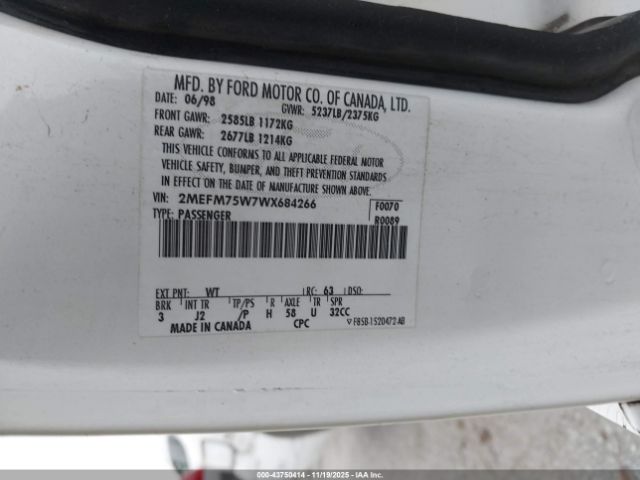 MFD. BY FORD MOTOR CO. OF CANADA, LTD.
DATE: 06/98 GVWR: 5237LB/2375KG
FRONT GAWR: 2585LB 1172KG
REAR GAWR: 2677LB 1214KG
THIS VEHICLE CONFORMS TO ALL APPLICABLE FEDERAL MOTOR
VEHICLE SAFETY, BUMPER, AND THEFT PREVENTION STANDARDS
IN EFFECT ON THE DATE OF MANUFACTURE SHOWN ABOVE.
VIN: 2MEFM75W7WX684266 F0070
TYPE: PASSENGER R0089
EXT PNT: WT RC: 63 DSO:
BRK INT TR TP/PS R AXLE TR SPR
3 J2 /P H 58 U 32CC
MADE IN CANADA CPC F85B-1520472-AB
000-43750414 - 11/19/2025 - IAAI.COM